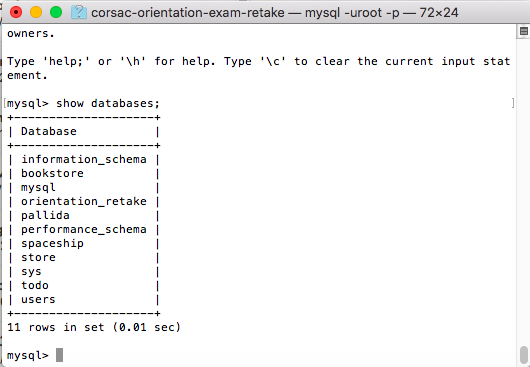 corsac-orientation-exam-retake — mysql -uroot -p — 72×24
owners.
Type 'help;' or '\h' for help. Type '\c' to clear the current input stat
ement.
[mysql> show databases; ]
+--------------------+
| Database           |
+--------------------+
| information_schema |
| bookstore          |
| mysql              |
| orientation_retake |
| pallida            |
| performance_schema |
| spaceship          |
| store              |
| sys                |
| todo               |
| users              |
+--------------------+
11 rows in set (0.01 sec)
mysql>